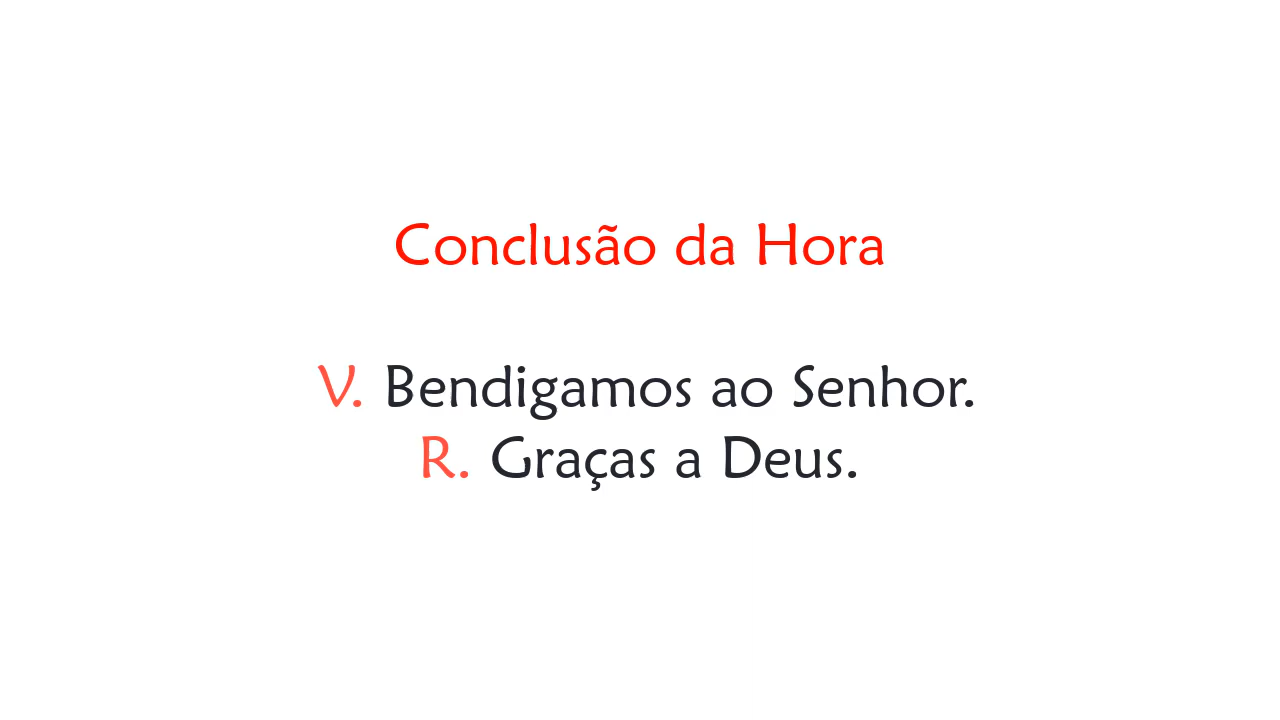 Conclusão da Hora
V. Bendigamos ao Senhor.
R. Graças a Deus.